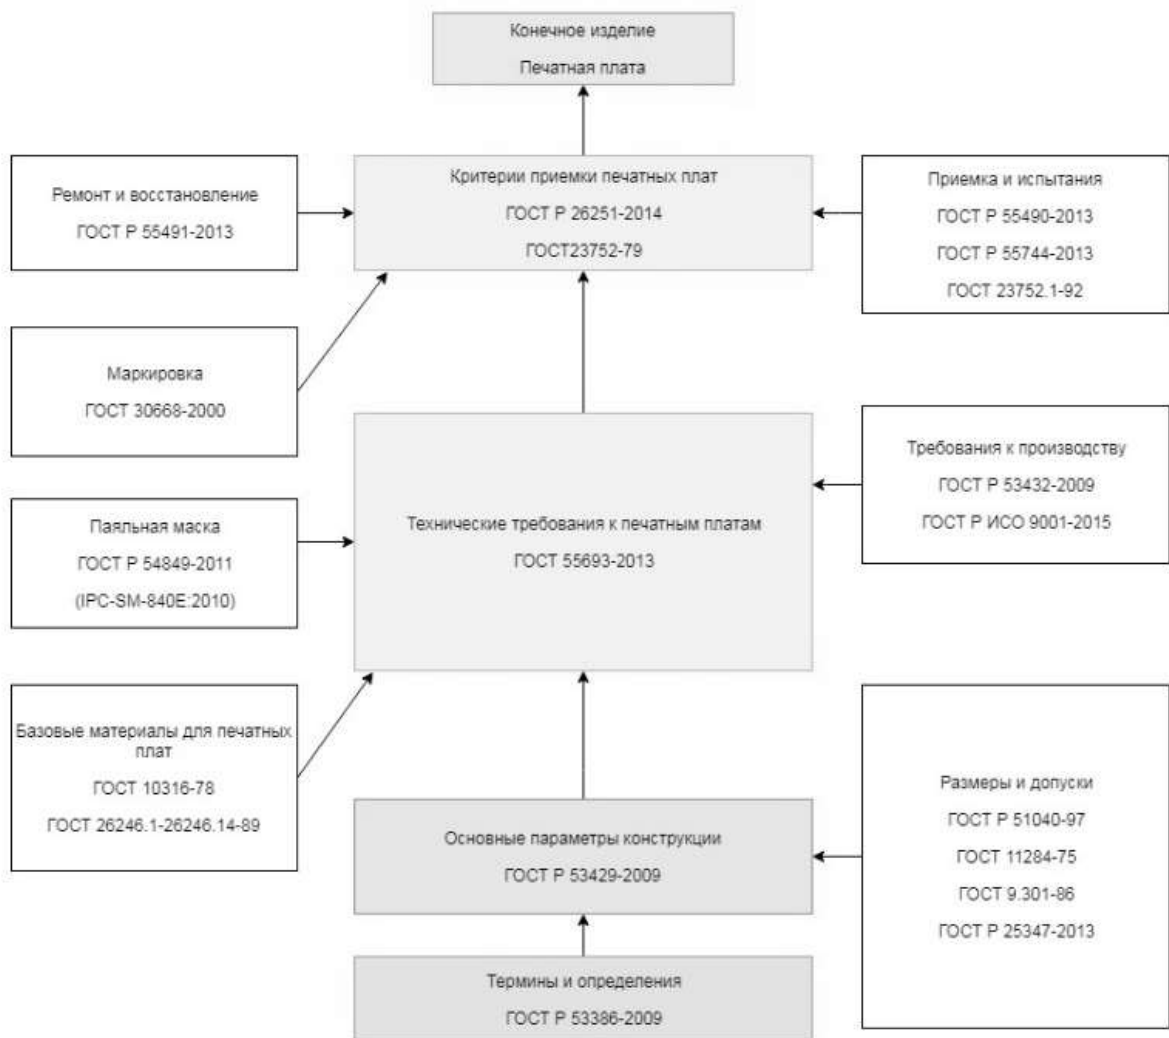 Конечное изделие
Печатная плата
Ремонт и восстановление
ГОСТ Р 55491-2013
Критерии приемки печатных плат
ГОСТ Р 26251-2014
ГОСТ23752-79
Приемка и испытания
ГОСТ Р 55490-2013
ГОСТ Р 55744-2013
ГОСТ 23752.1-92
Маркировка
ГОСТ 30668-2000
Паяльная маска
ГОСТ Р 54849-2011
(IPC-SM-840E:2010)
Технические требования к печатным платам
ГОСТ 55693-2013
Требования к производству
ГОСТ Р 53432-2009
ГОСТ Р ИСО 9001-2015
Базовые материалы для печатных
плат
ГОСТ 10316-78
ГОСТ 26246.1-26246.14-89
Основные параметры конструкции
ГОСТ Р 53429-2009
Размеры и допуски
ГОСТ Р 51040-97
ГОСТ 11284-75
ГОСТ 9.301-86
ГОСТ Р 25347-2013
Термины и определения
ГОСТ Р 53386-2009